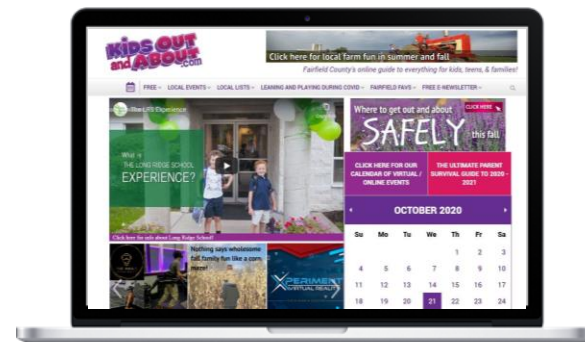 KiDS OUT
and ABOUT.com
Click here for local farm fun in summer and fall
Fairfield County's online guide to everything for kids, teens, & families!
FREE
LOCAL EVENTS
LOCAL LISTS
LEANING AND PLAYING DURING COVID
FAIRFIELD FAVS
FREE E-NEWSLETTER
The LRS Experience
What is
THE LONG RIDGE SCHOOL
EXPERIENCE?
Click here for info about Long Ridge School!
Where to get out and about
CLICK HERE
SAFELY this fall
CLICK HERE FOR OUR
CALENDAR OF VIRTUAL /
ONLINE EVENTS
THE ULTIMATE PARENT
SURVIVAL GUIDE TO 2020 -
2021
OCTOBER 2020
Su Mo Tu We Th Fr Sa
1 2 3
4 5 6 7 8 9 10
11 12 13 14 15 16 17
18 19 20 21 22 23 24
Nothing says wholesome
fall family fun like a corn
maze!
XPERIMENT
VIRTUAL REALITY